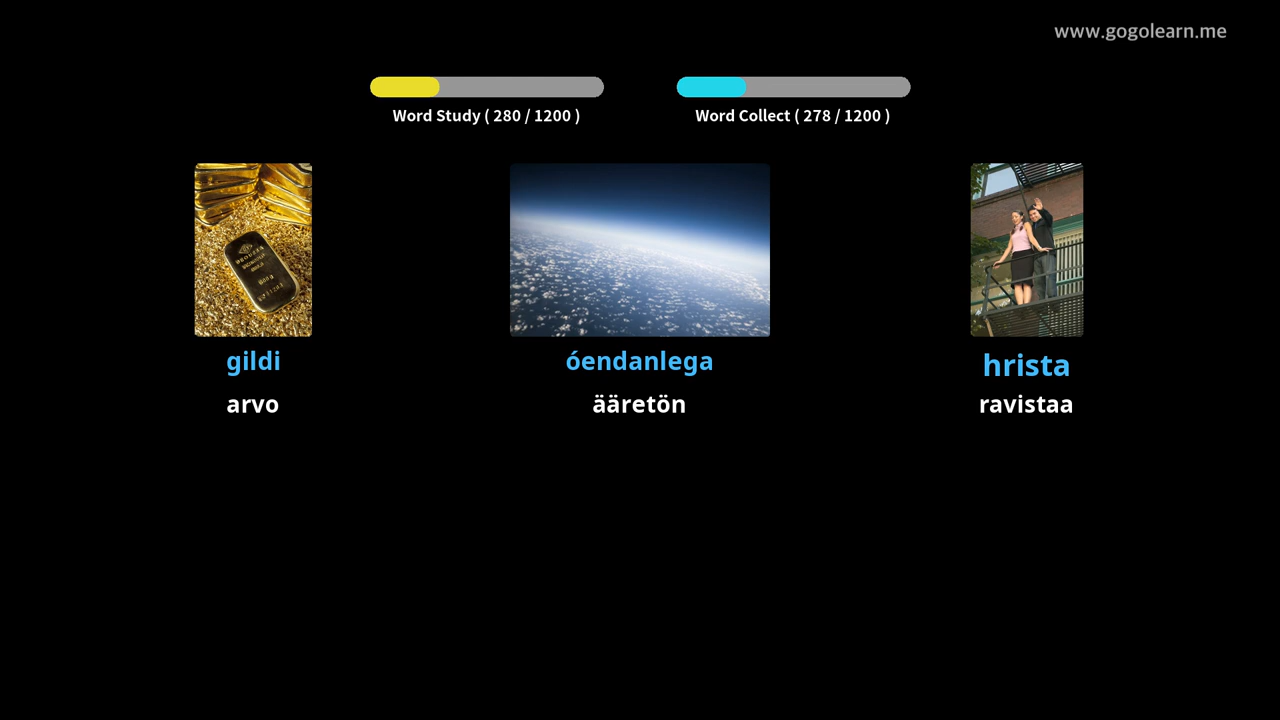 www.gogolearn.me
Word Study ( 280 / 1200 )
Word Collect ( 278 / 1200 )
gildi
óendanlega
hrista
arvo
ääretön
ravistaa